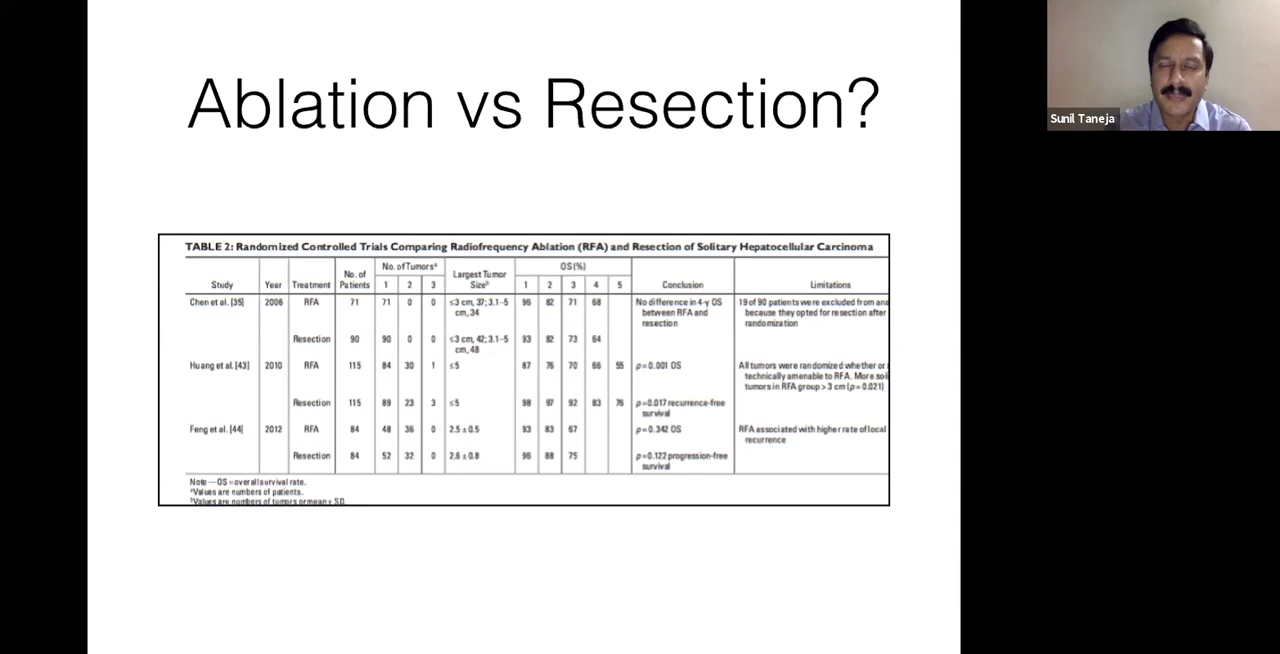 Ablation vs Resection?
Sunil Taneja
TABLE 2: Randomized Controlled Trials Comparing Radiofrequency Ablation (RFA) and Resection of Solitary Hepatocellular Carcinoma
No. of Tumorsᵃ OS (%)
Study Year Treatment No. of Patients 1 2 3 Largest Tumor Sizeᵇ 1 2 3 4 5 Conclusion Limitations
Chen et al. [35] 2006 RFA 71 71 0 0 ≤3 cm, 37; 3.1–5 96 82 71 68 No difference in 4-y OS 19 of 90 patients were excluded from
cm, 34 between RFA and because they opted for resection after
resection randomization
Resection 90 90 0 0 ≤3 cm, 42; 3.1–5 93 82 73 64
cm, 48
Huang et al. [43] 2010 RFA 115 84 30 1 ≤5 87 76 70 66 55 p=0.001 OS All tumors were randomized whether or
technically amenable to RFA. More
tumors in RFA group > 3 cm (p = 0.021)
Resection 115 89 23 3 ≤5 98 97 92 83 76 p=0.017 recurrence-free
survival
Feng et al. [44] 2012 RFA 84 48 36 0 2.5 ± 0.5 93 83 67 p=0.342 OS RFA associated with higher rate of local
recurrence
Resection 84 52 32 0 2.6 ± 0.8 96 88 75 p=0.122 progression-free
survival
Note—OS = overall survival rate.
ᵃValues are numbers of patients.
ᵇValues are numbers of tumors or mean ± SD.